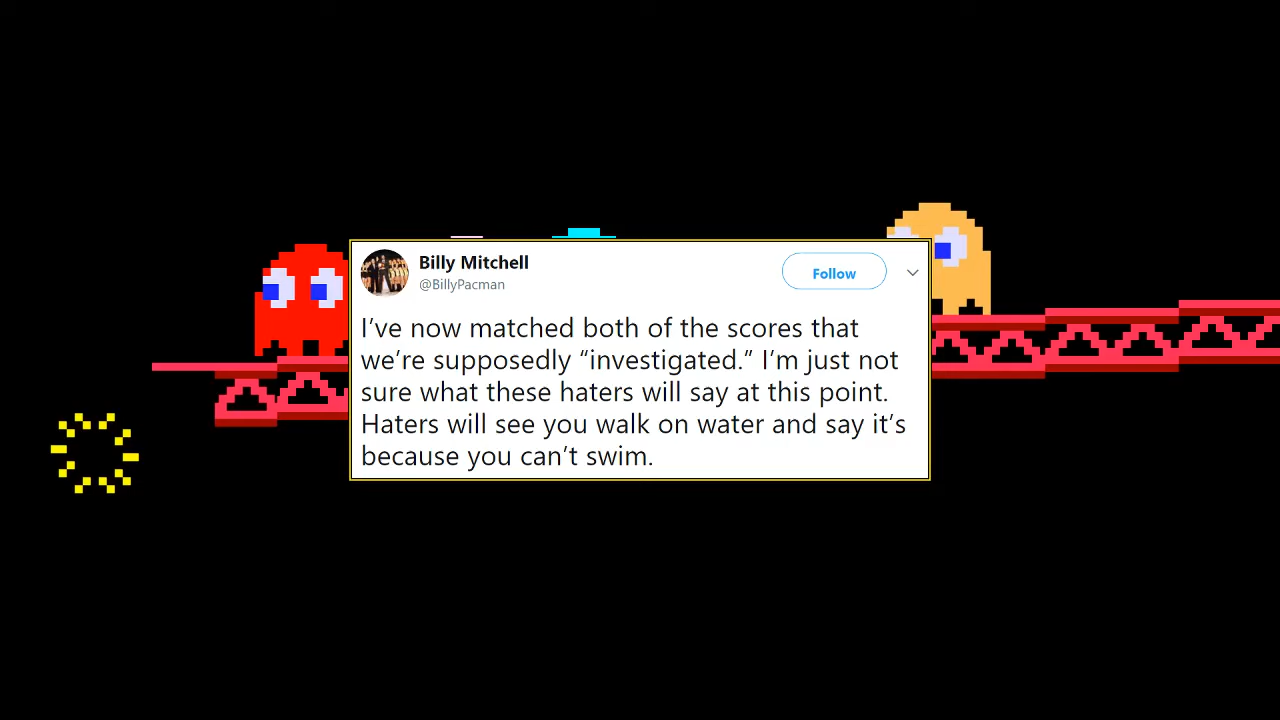 Billy Mitchell
@BillyPacman
Follow
I’ve now matched both of the scores that
we’re supposedly “investigated.” I’m just not
sure what these haters will say at this point.
Haters will see you walk on water and say it’s
because you can’t swim.